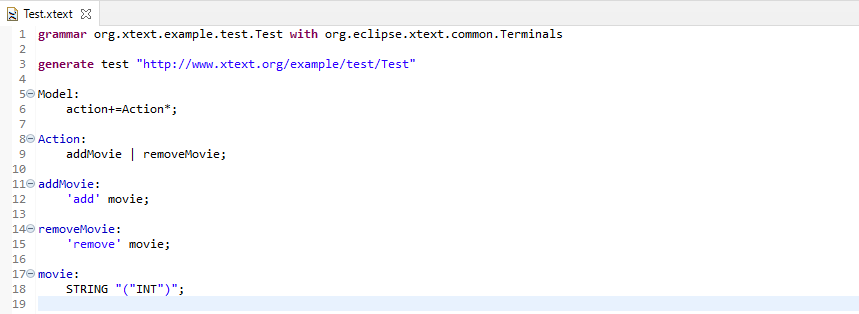 Test.xtext
1 grammar org.xtext.example.test.Test with org.eclipse.xtext.common.Terminals
2
3 generate test "http://www.xtext.org/example/test/Test"
4
5 Model:
6     action+=Action*;
7
8 Action:
9     addMovie | removeMovie;
10
11 addMovie:
12     'add' movie;
13
14 removeMovie:
15     'remove' movie;
16
17 movie:
18     STRING "("INT")";
19